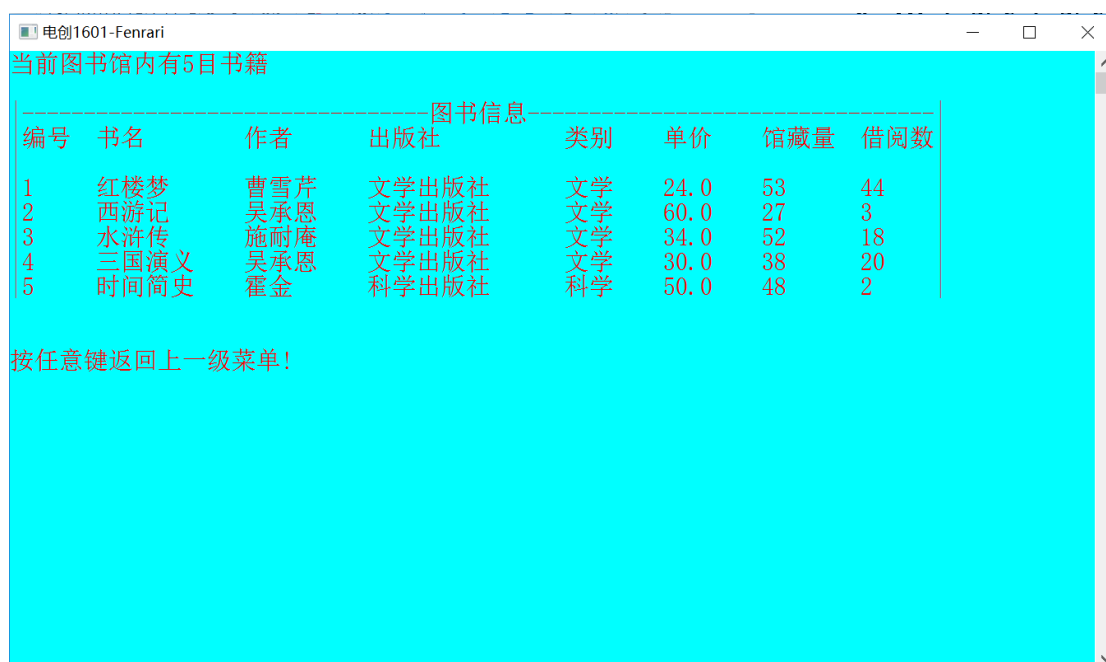 电创1601-Fenrari
当前图书馆内有5目书籍
|---------------------------------图书信息---------------------------------|
编号 书名 作者 出版社 类别 单价 馆藏量 借阅数
1 红楼梦 曹雪芹 文学出版社 文学 24.0 53 44
2 西游记 吴承恩 文学出版社 文学 60.0 27 3
3 水浒传 施耐庵 文学出版社 文学 34.0 52 18
4 三国演义 吴承恩 文学出版社 文学 30.0 38 20
5 时间简史 霍金 科学出版社 科学 50.0 48 2
按任意键返回上一级菜单!